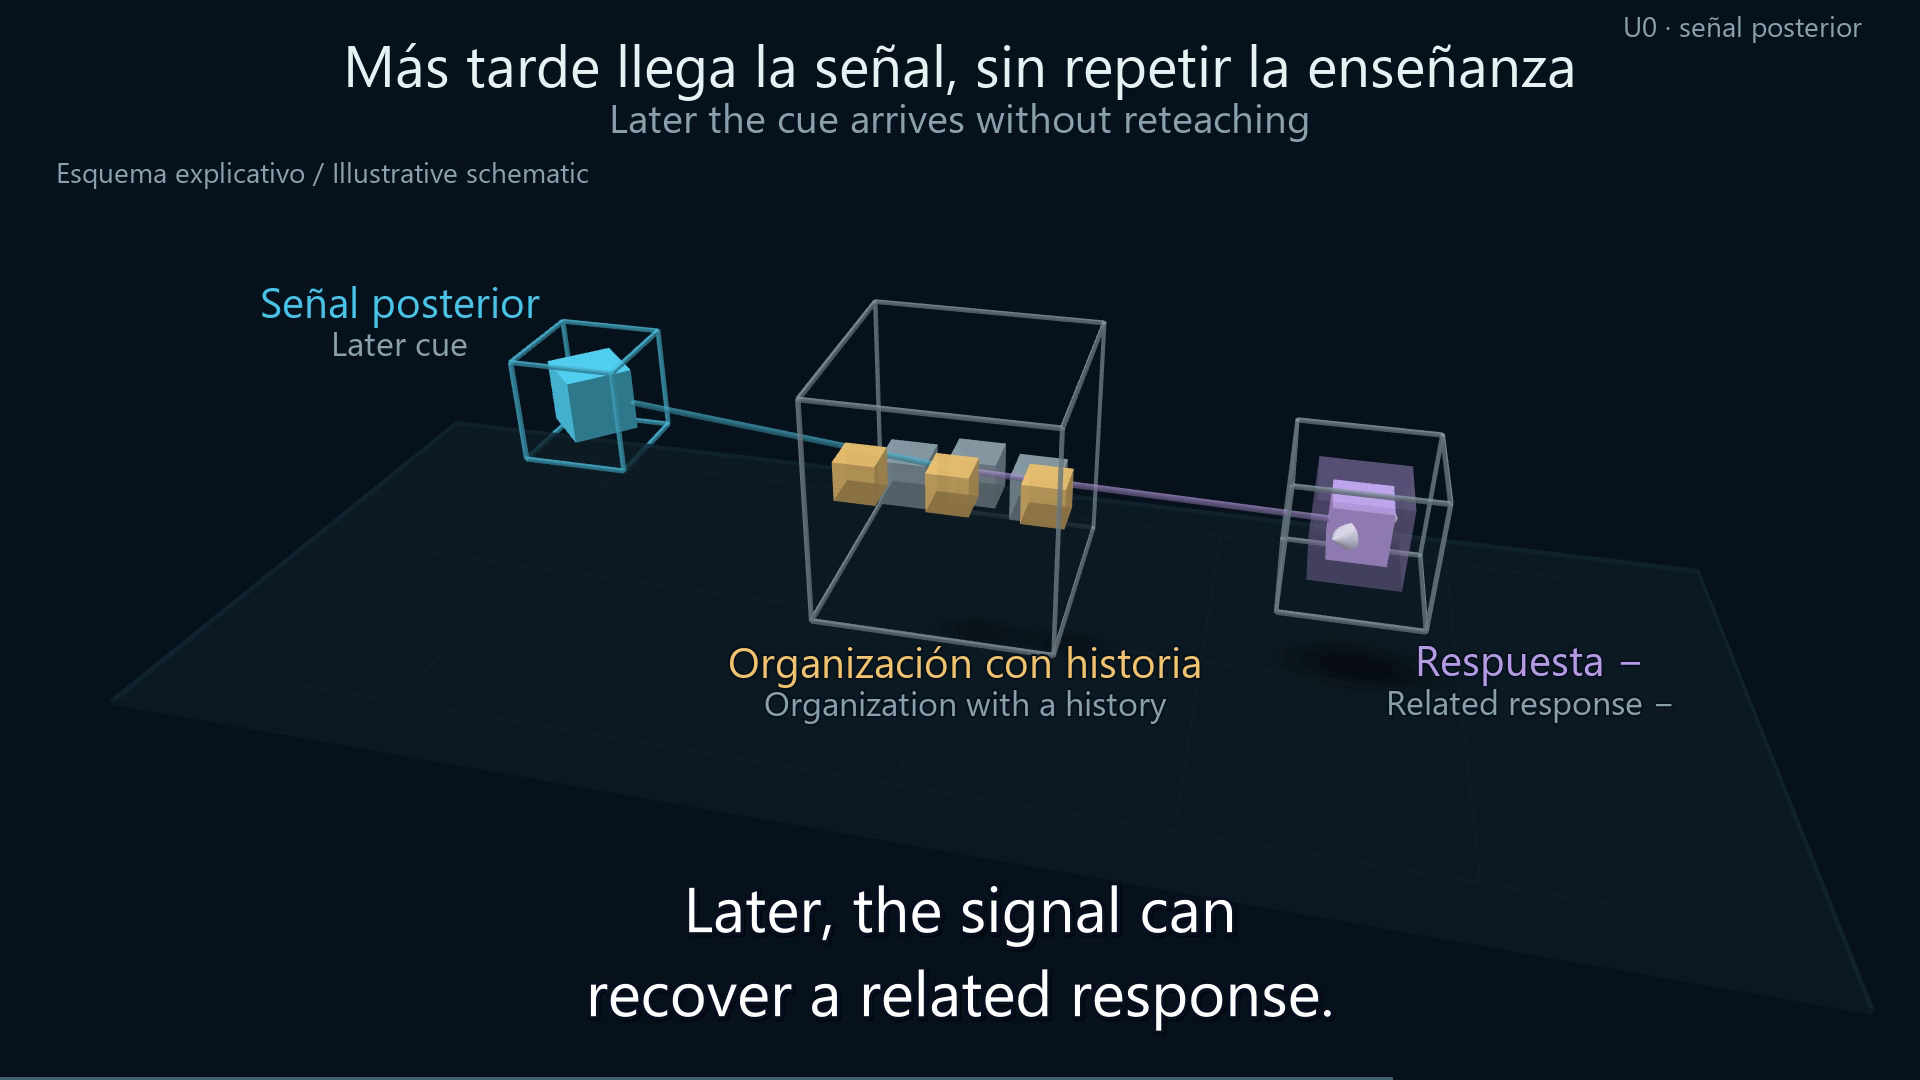 U0 · señal posterior
Más tarde llega la señal, sin repetir la enseñanza
Later the cue arrives without reteaching
Esquema explicativo / Illustrative schematic
Señal posterior
Later cue
Organización con historia
Organization with a history
Respuesta –
Related response –
Later, the signal can
recover a related response.